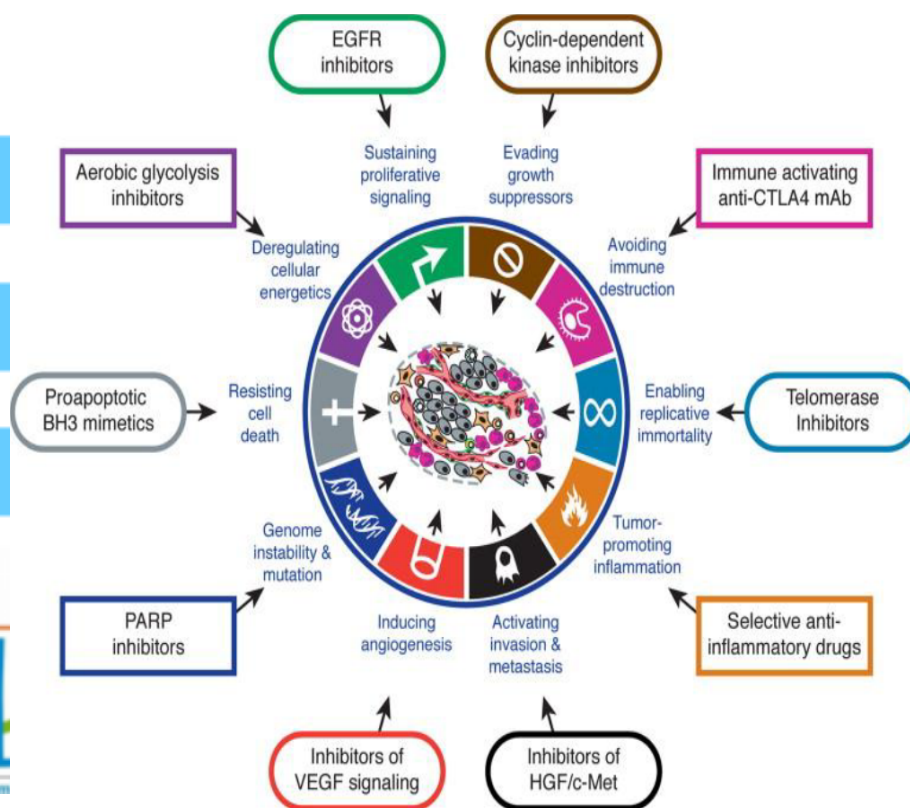 EGFR
inhibitors
Cyclin-dependent
kinase inhibitors
Sustaining
proliferative
signaling
Evading
growth
suppressors
Aerobic glycolysis
inhibitors
Immune activating
anti-CTLA4 mAb
Deregulating
cellular
energetics
Avoiding
immune
destruction
Proapoptotic
BH3 mimetics
Resisting
cell
death
Enabling
replicative
immortality
Telomerase
Inhibitors
Genome
instability &
mutation
Tumor-
promoting
inflammation
PARP
inhibitors
Inducing
angiogenesis
Activating
invasion &
metastasis
Selective anti-
inflammatory drugs
Inhibitors of
VEGF signaling
Inhibitors of
HGF/c-Met